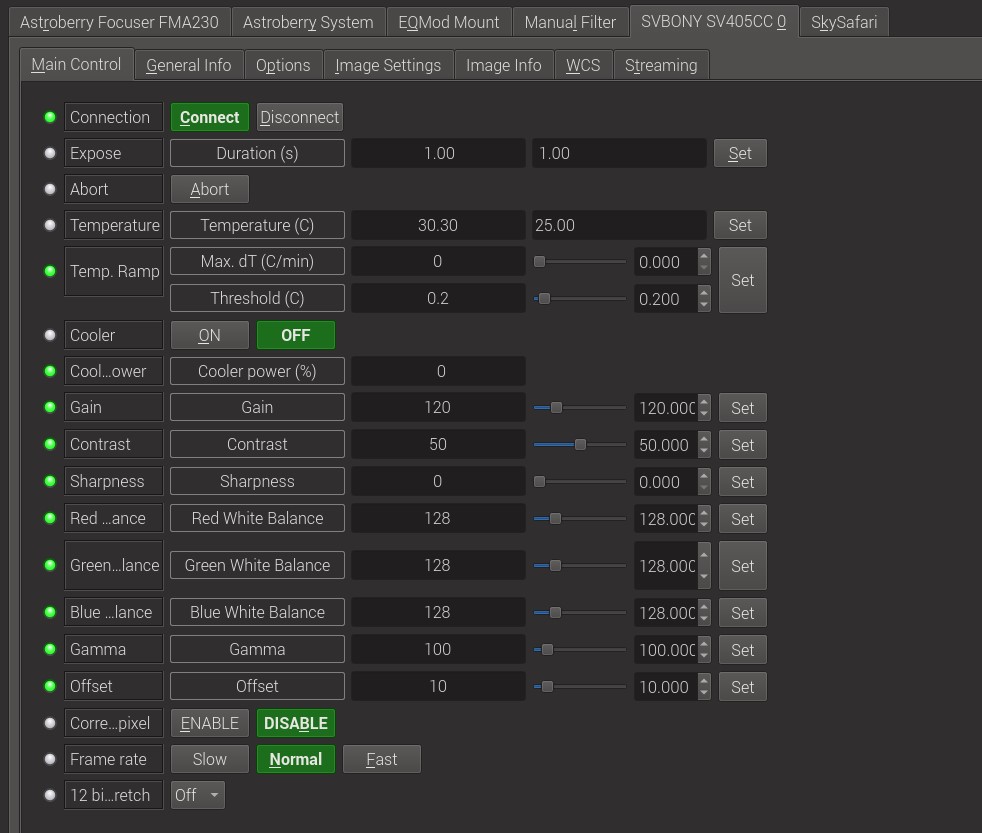 Astroberry Focuser FMA230 Astroberry System EQMod Mount Manual Filter SVBONY SV405CC 0 SkySafari
Main Control General Info Options Image Settings Image Info WCS Streaming
Connection Connect Disconnect
Expose Duration (s) 1.00 1.00 Set
Abort Abort
Temperature Temperature (C) 30.30 25.00 Set
Temp. Ramp Max. dT (C/min) 0 0.000 Set
Threshold (C) 0.2 0.200
Cooler ON OFF
Cool...ower Cooler power (%) 0
Gain Gain 120 120.000 Set
Contrast Contrast 50 50.000 Set
Sharpness Sharpness 0 0.000 Set
Red ...ance Red White Balance 128 128.000 Set
Green...lance Green White Balance 128 128.000 Set
Blue ...lance Blue White Balance 128 128.000 Set
Gamma Gamma 100 100.000 Set
Offset Offset 10 10.000 Set
Corre...pixel ENABLE DISABLE
Frame rate Slow Normal Fast
12 bi...retch Off